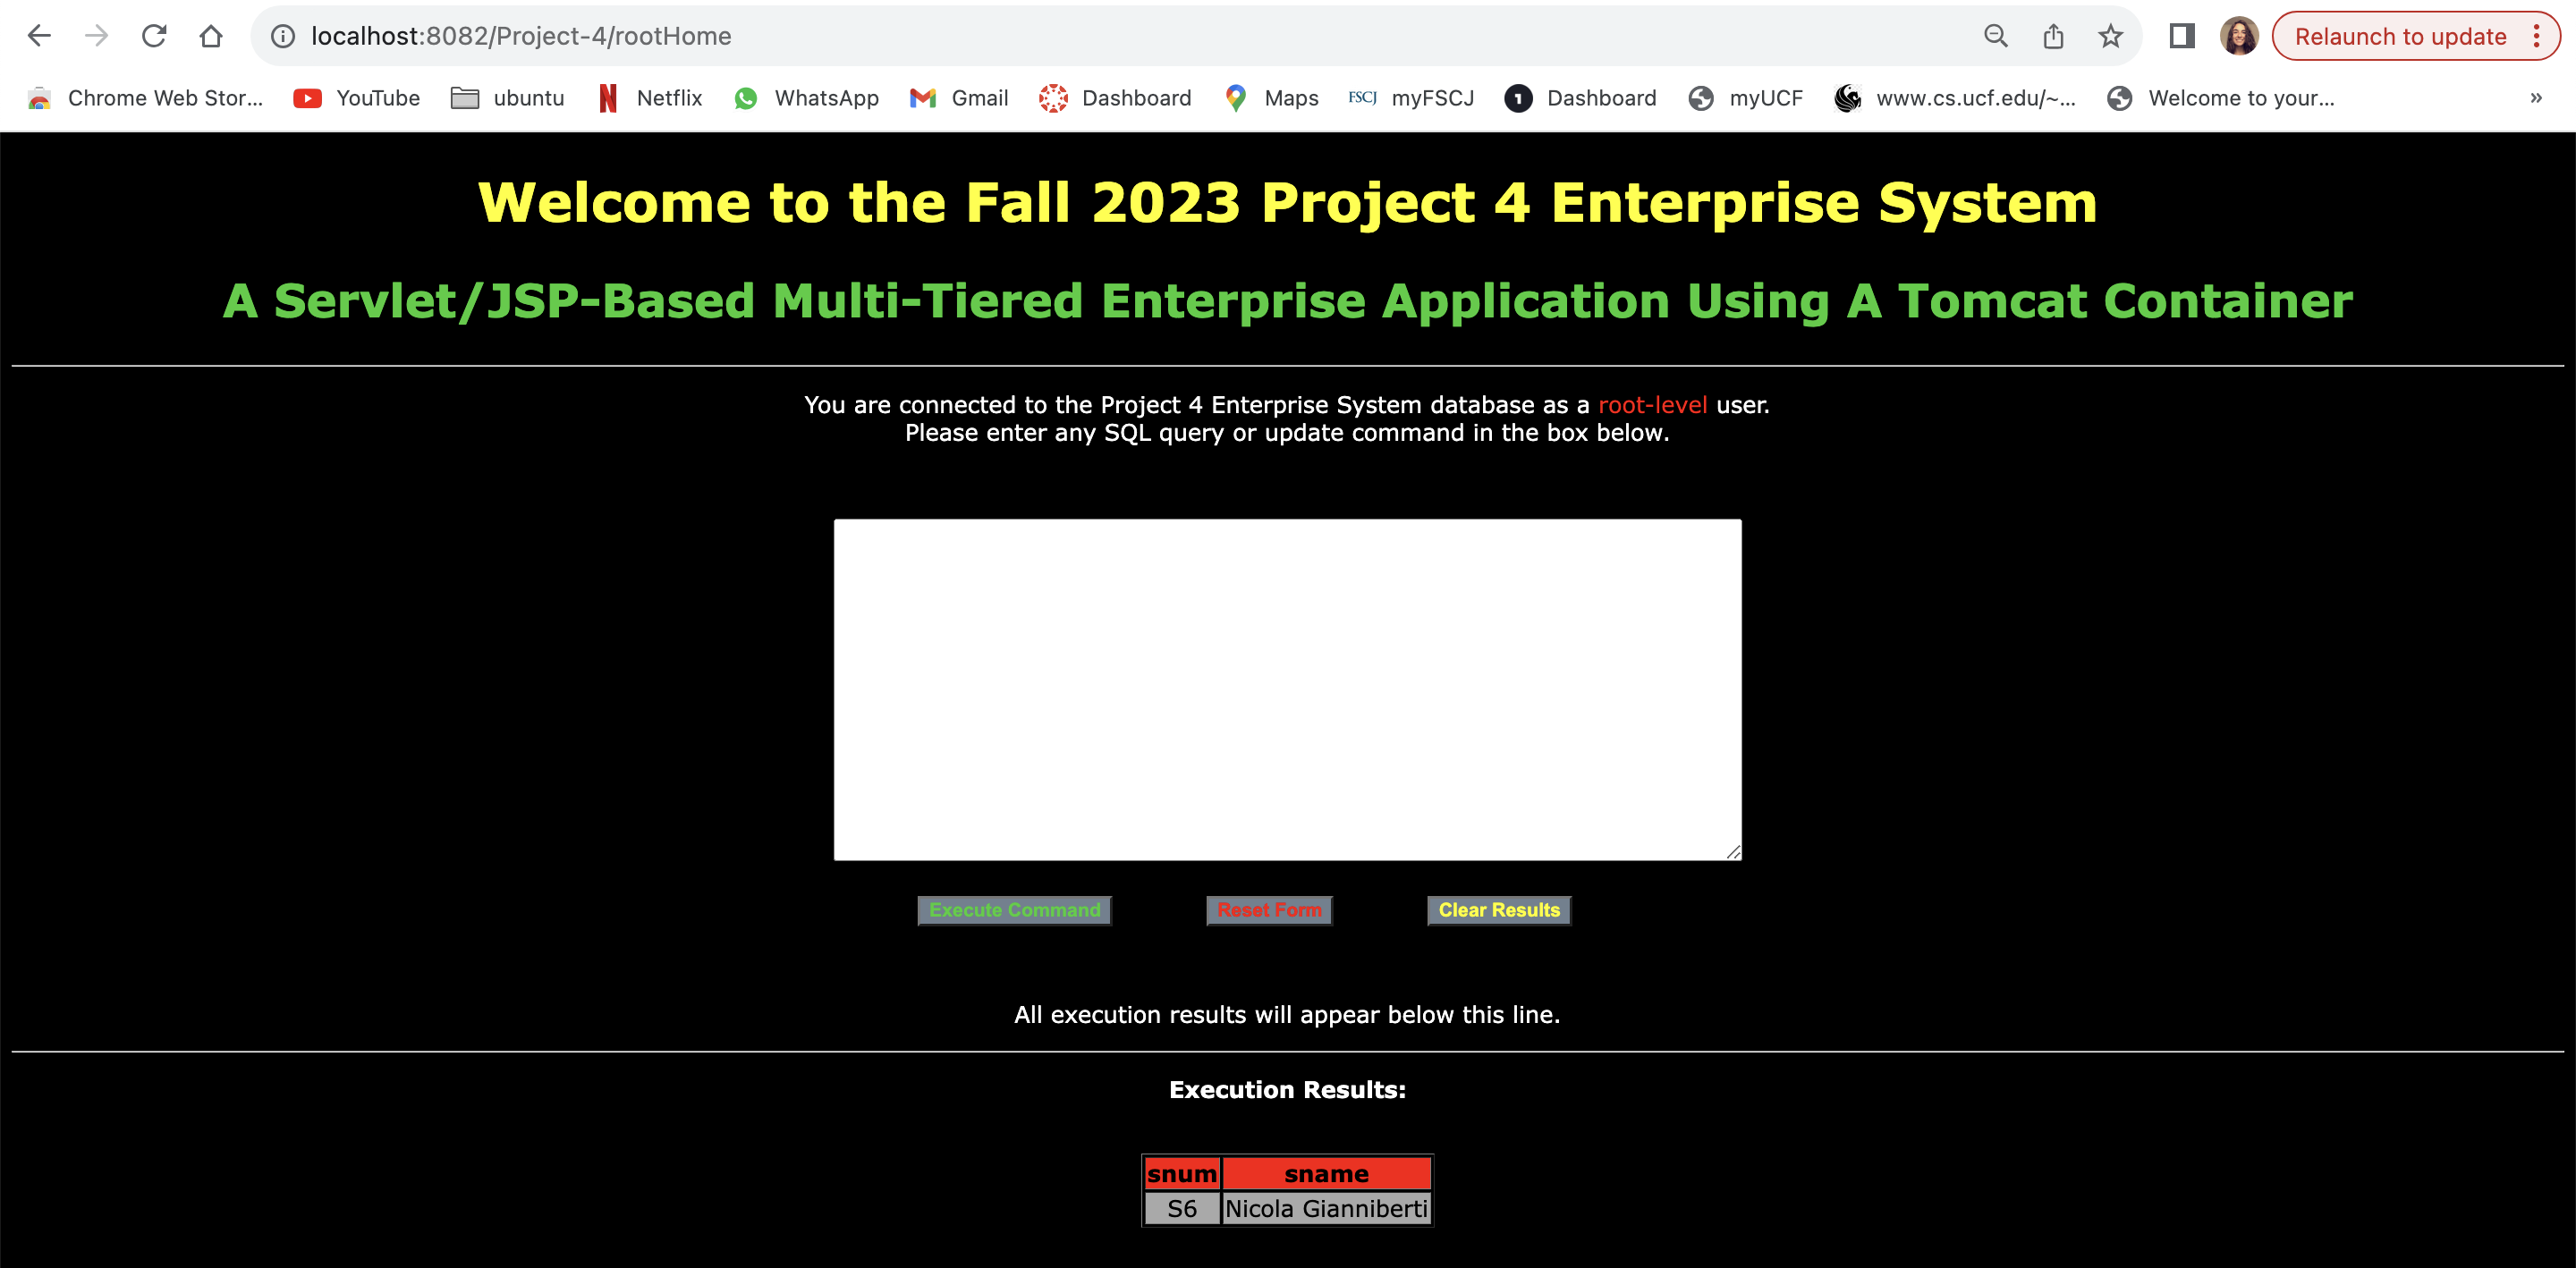 localhost:8082/Project-4/rootHome
Relaunch to update
Chrome Web Stor... YouTube ubuntu Netflix WhatsApp Gmail Dashboard Maps FSCJ myFSCJ 1 Dashboard myUCF www.cs.ucf.edu/~... Welcome to your... »
Welcome to the Fall 2023 Project 4 Enterprise System
A Servlet/JSP-Based Multi-Tiered Enterprise Application Using A Tomcat Container
You are connected to the Project 4 Enterprise System database as a root-level user.
Please enter any SQL query or update command in the box below.
Execute Command Reset Form Clear Results
All execution results will appear below this line.
Execution Results:
snum sname
S6 Nicola Gianniberti